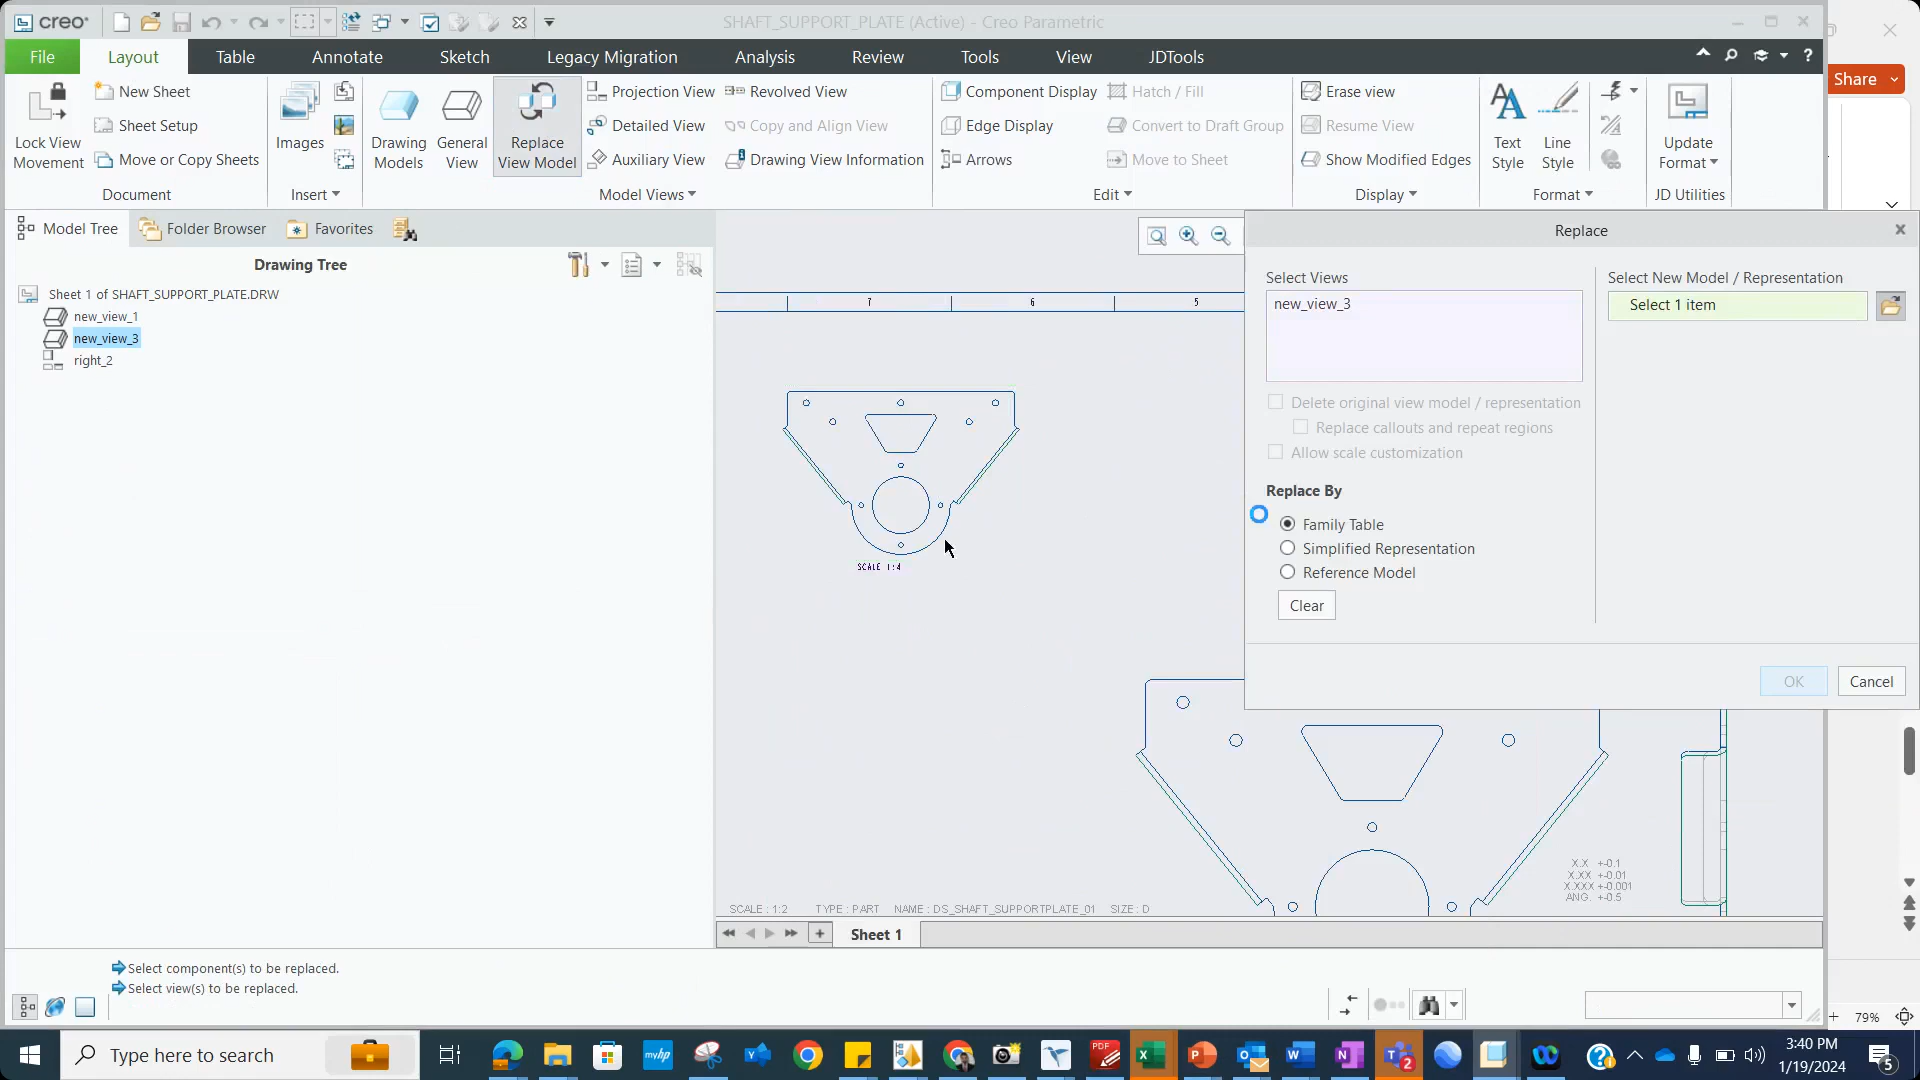 creo
SHAFT_SUPPORT_PLATE (Active) - Creo Parametric
File Layout Table Annotate Sketch Legacy Migration Analysis Review Tools View JDTools
Share
Lock View Movement
New Sheet
Sheet Setup
Move or Copy Sheets
Document
Images
Insert
Drawing Models
General View
Replace View Model
Projection View
Detailed View
Auxiliary View
Revolved View
Copy and Align View
Drawing View Information
Model Views
Component Display
Edge Display
Arrows
Hatch / Fill
Convert to Draft Group
Move to Sheet
Edit
Erase view
Resume View
Show Modified Edges
Display
Text Style
Line Style
Format
Update Format
JD Utilities
Model Tree
Folder Browser
Favorites
Drawing Tree
Sheet 1 of SHAFT_SUPPORT_PLATE.DRW
new_view_1
new_view_3
right_2
7 6 5
SCALE 1:4
Replace
Select Views
new_view_3
Delete original view model / representation
Replace callouts and repeat regions
Allow scale customization
Replace By
Family Table
Simplified Representation
Reference Model
Clear
Select New Model / Representation
Select 1 item
OK
Cancel
X.X +-0.1
X.XX +-0.01
X.XXX +-0.001
ANG. +-0.5
SCALE : 1:2 TYPE : PART NAME : DS_SHAFT_SUPPORTPLATE_01 SIZE : D
Sheet 1
Select component(s) to be replaced.
Select view(s) to be replaced.
79%
Type here to search
myhp
PDF
2
3:40 PM
1/19/2024
5